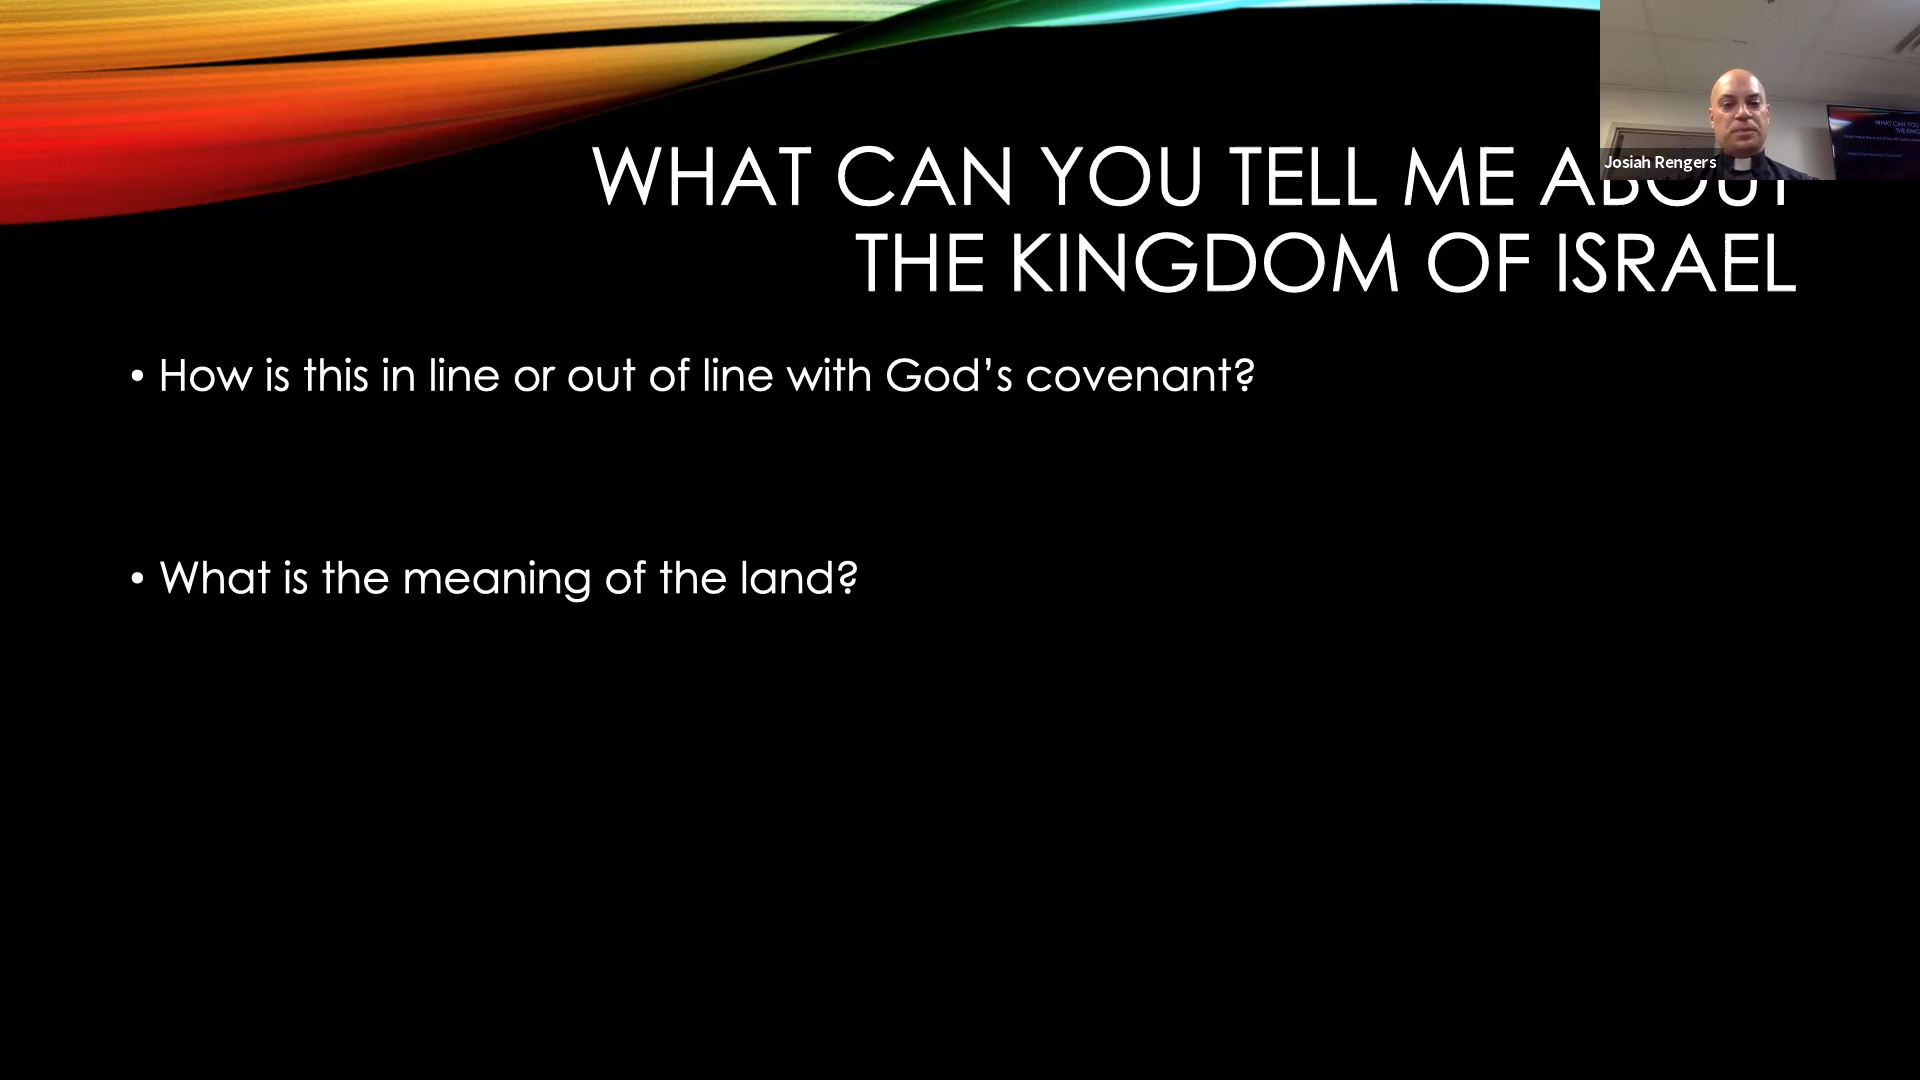 WHAT CAN YOU TELL ME ABOUT
THE KINGDOM OF ISRAEL
Josiah Rengers
• How is this in line or out of line with God’s covenant?
• What is the meaning of the land?